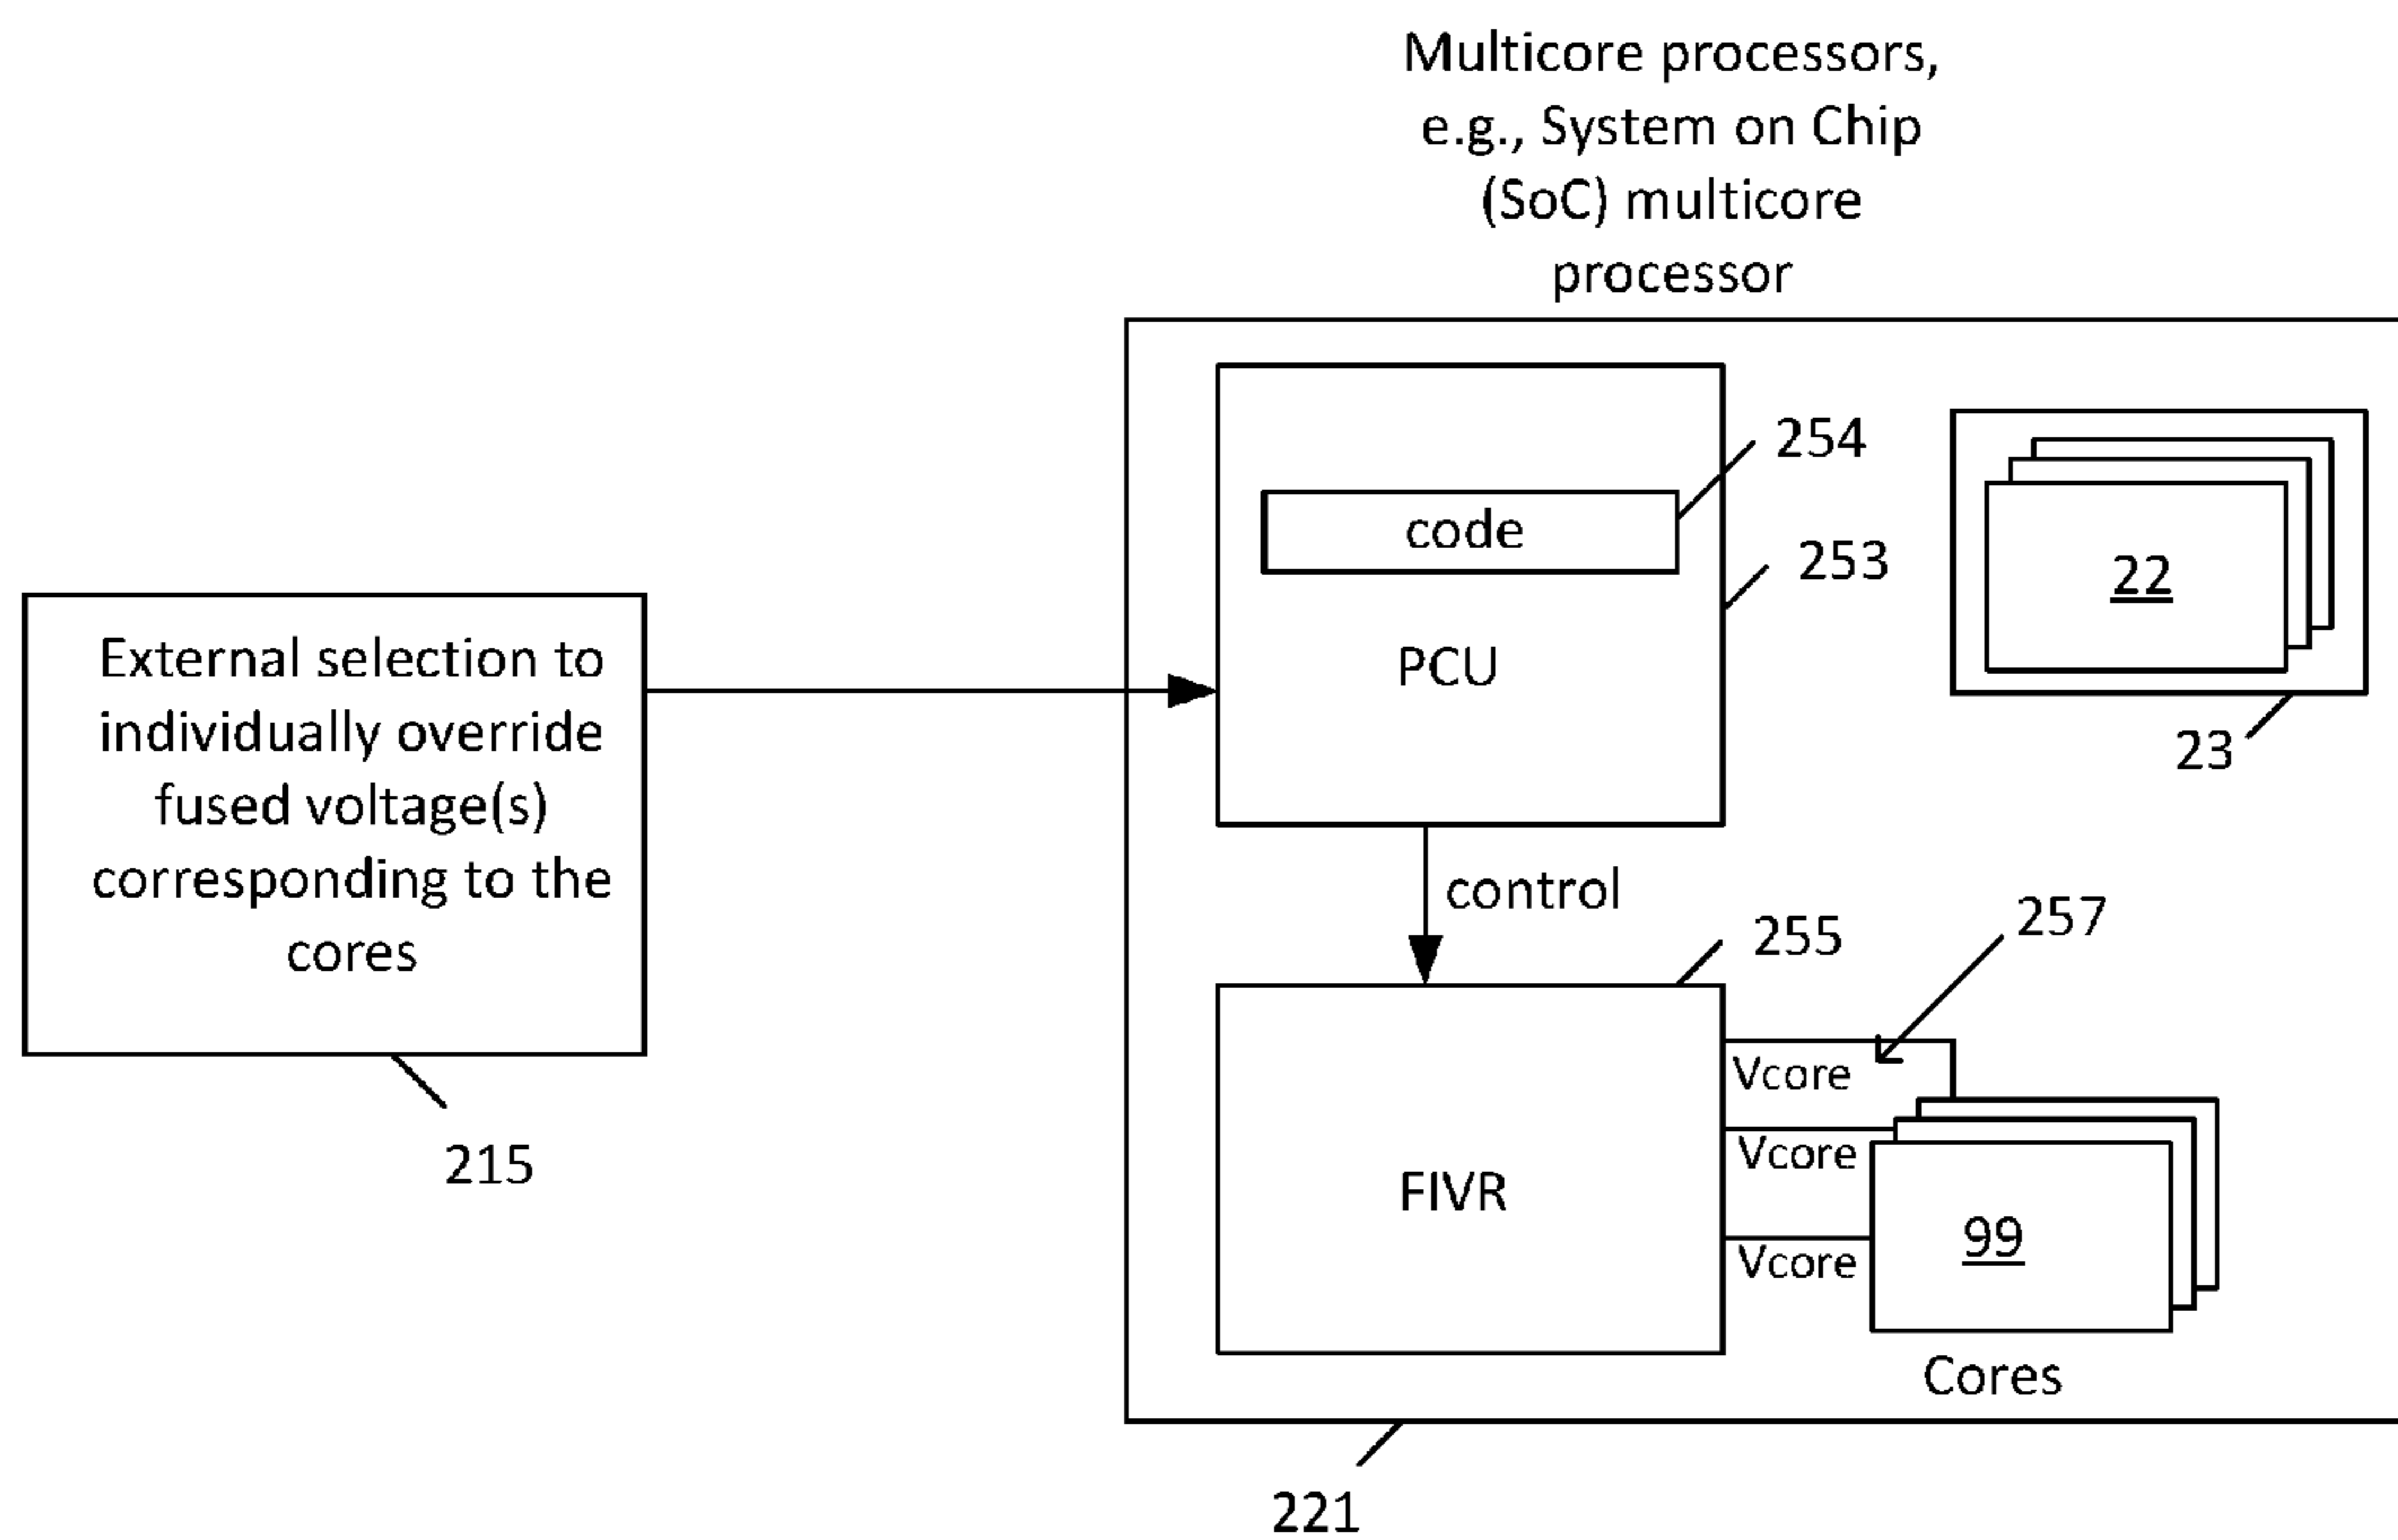 Multicore processors,
e.g., System on Chip
(SoC) multicore
processor
External selection to
individually override
fused voltage(s)
corresponding to the
cores
215
code
254
253
PCU
22
23
control
255
257
FIVR
Vcore
Vcore
Vcore
99
Cores
221